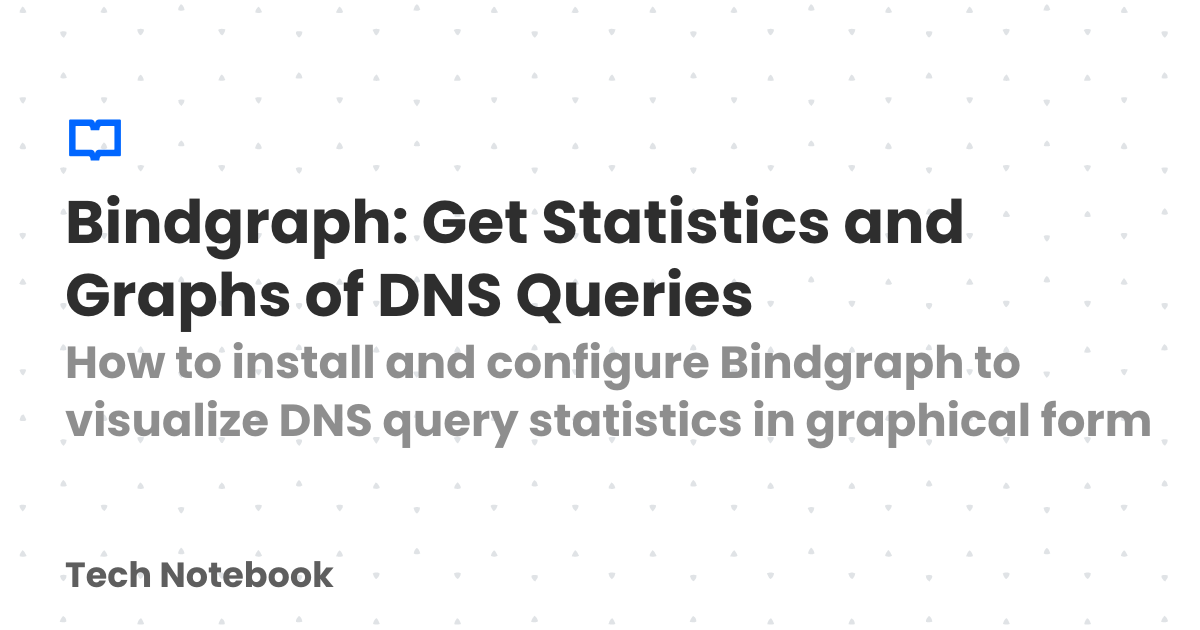 Bindgraph: Get Statistics and
Graphs of DNS Queries
How to install and configure Bindgraph to
visualize DNS query statistics in graphical form
Tech Notebook